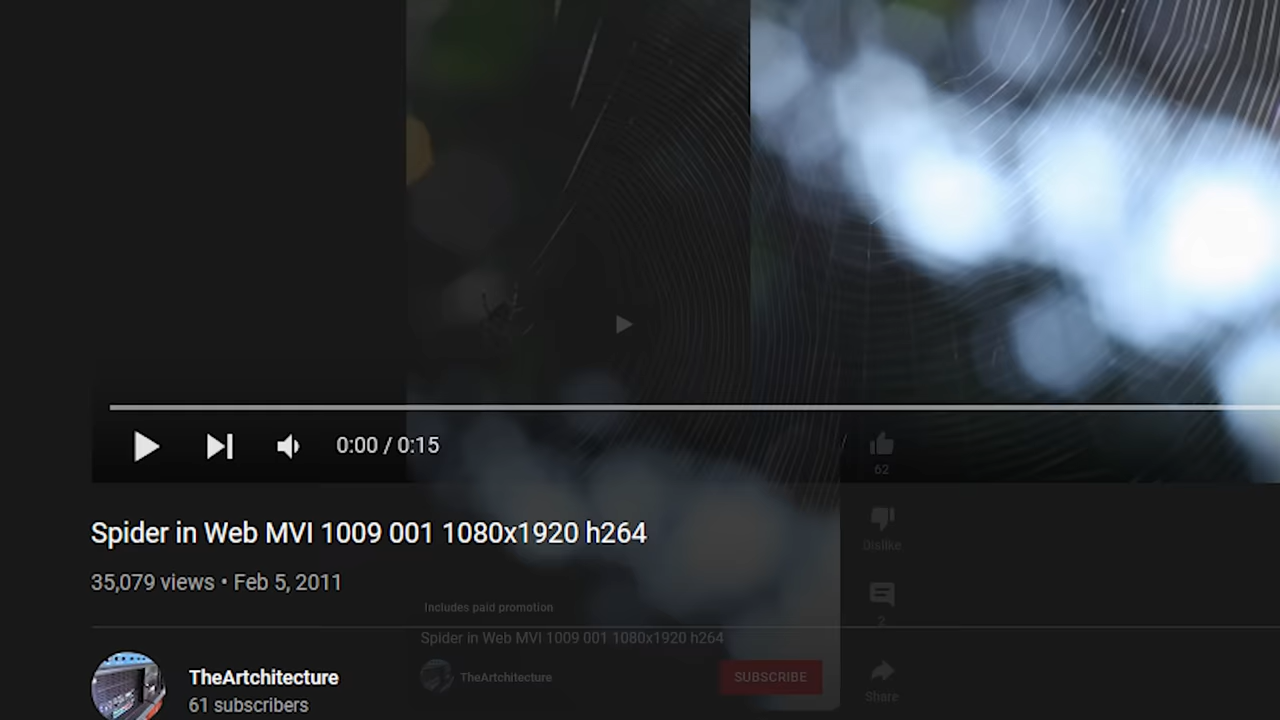 0:00 / 0:15
62
Spider in Web MVI 1009 001 1080x1920 h264
Dislike
35,079 views • Feb 5, 2011
Includes paid promotion
2
Spider in Web MVI 1009 001 1080x1920 h264
TheArtchitecture
61 subscribers
TheArtchitecture
SUBSCRIBE
Share